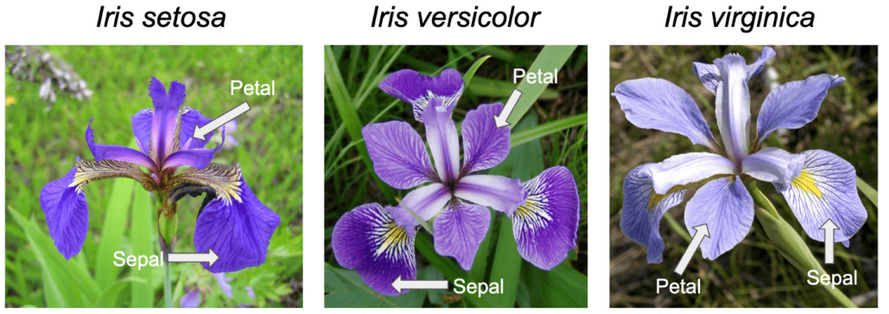 Iris setosa
Iris versicolor
Iris virginica
Petal
Sepal
Petal
Sepal
Petal
Sepal